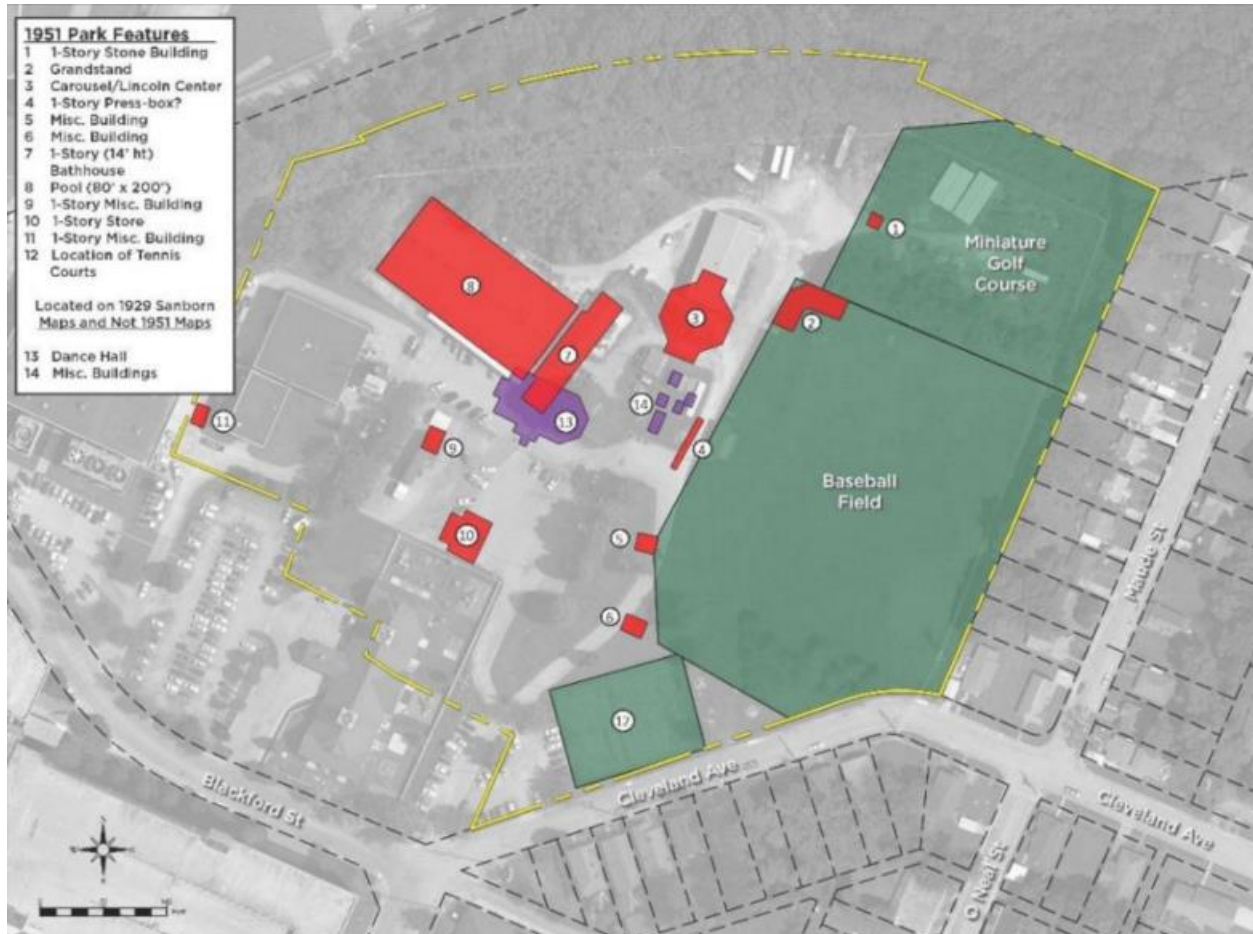 1951 Park Features
1 1-Story Stone Building
2 Grandstand
3 Carousel/Lincoln Center
4 1-Story Press-box?
5 Misc. Building
6 Misc. Building
7 1-Story (14' ht)
Bathhouse
8 Pool (80' x 200')
9 1-Story Misc. Building
10 1-Story Store
11 1-Story Misc. Building
12 Location of Tennis
Courts
Located on 1929 Sanborn
Maps and Not 1951 Maps
13 Dance Hall
14 Misc. Buildings
1
Miniature
Golf
Course
8
3
2
7
14
13
11
9
4
Baseball
Field
10
5
6
12
Maude St
Blackford St
Cleveland Ave
Cleveland Ave
O Neal St